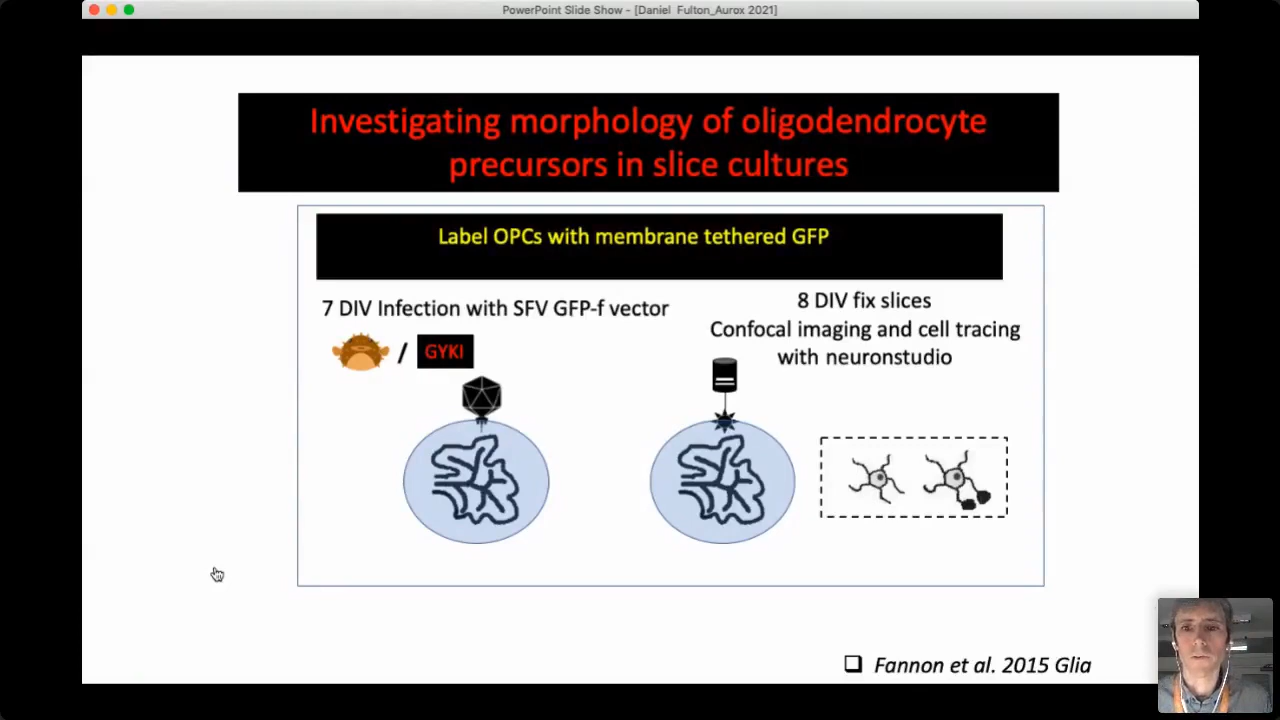 PowerPoint Slide Show - [Daniel Fulton_Aurox 2021]
Investigating morphology of oligodendrocyte
precursors in slice cultures
Label OPCs with membrane tethered GFP
7 DIV Infection with SFV GFP-f vector
/ GYKI
8 DIV fix slices
Confocal imaging and cell tracing
with neuronstudio
Fannon et al. 2015 Glia